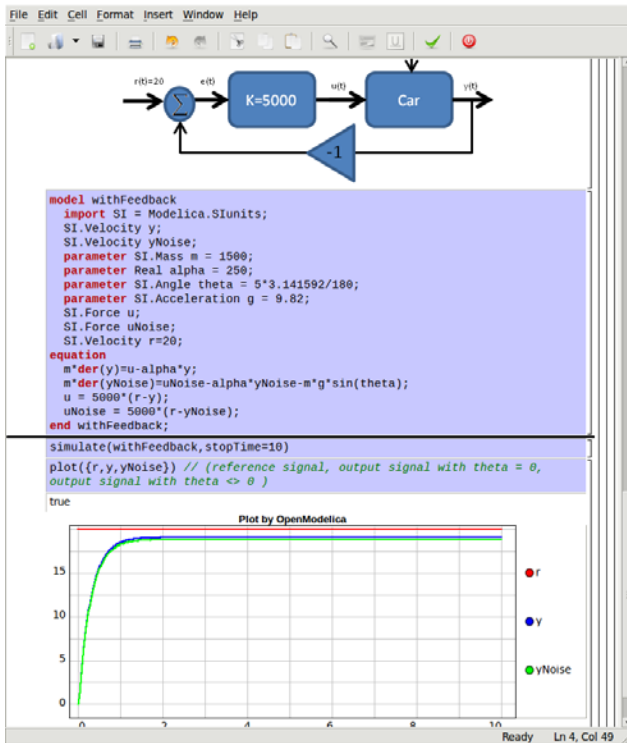 File Edit Cell Format Insert Window Help
r(t)=20
e(t)
u(t)
y(t)
Σ
K=5000
Car
-1
model withFeedback
import SI = Modelica.SIunits;
SI.Velocity y;
SI.Velocity yNoise;
parameter SI.Mass m = 1500;
parameter Real alpha = 250;
parameter SI.Angle theta = 5*3.141592/180;
parameter SI.Acceleration g = 9.82;
SI.Force u;
SI.Force uNoise;
SI.Velocity r=20;
equation
m*der(y)=u-alpha*y;
m*der(yNoise)=uNoise-alpha*yNoise-m*g*sin(theta);
u = 5000*(r-y);
uNoise = 5000*(r-yNoise);
end withFeedback;
simulate(withFeedback,stopTime=10)
plot({r,y,yNoise}) // (reference signal, output signal with theta = 0,
output signal with theta <> 0 )
true
Plot by OpenModelica
15
10
5
0
0 2 4 6 8 10
r
y
yNoise
Ready Ln 4, Col 49